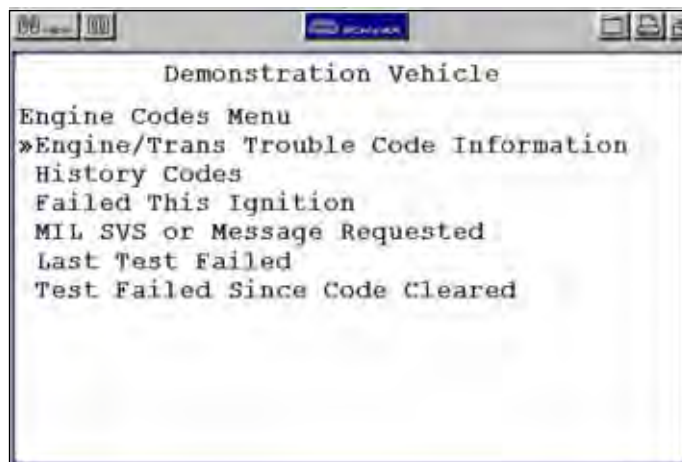 Demonstration Vehicle
Engine Codes Menu
»Engine/Trans Trouble Code Information
History Codes
Failed This Ignition
MIL SVS or Message Requested
Last Test Failed
Test Failed Since Code Cleared